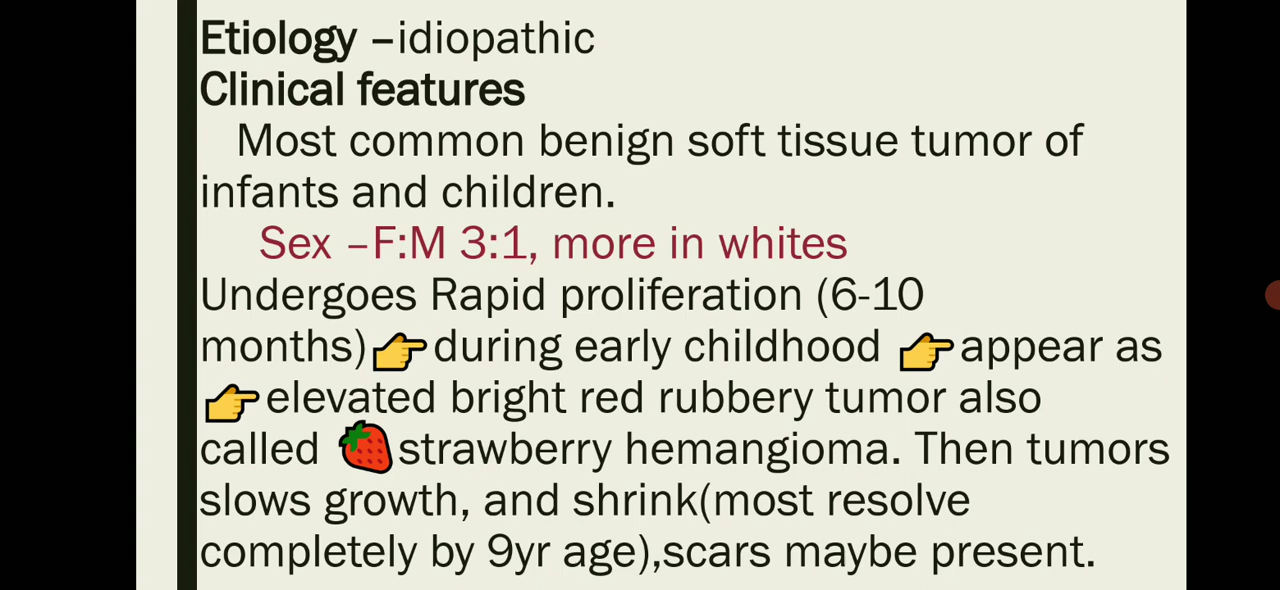 Etiology –idiopathic
Clinical features
Most common benign soft tissue tumor of
infants and children.
Sex –F:M 3:1, more in whites
Undergoes Rapid proliferation (6-10
months)👉during early childhood 👉appear as
👉elevated bright red rubbery tumor also
called 🍓strawberry hemangioma. Then tumors
slows growth, and shrink(most resolve
completely by 9yr age),scars maybe present.